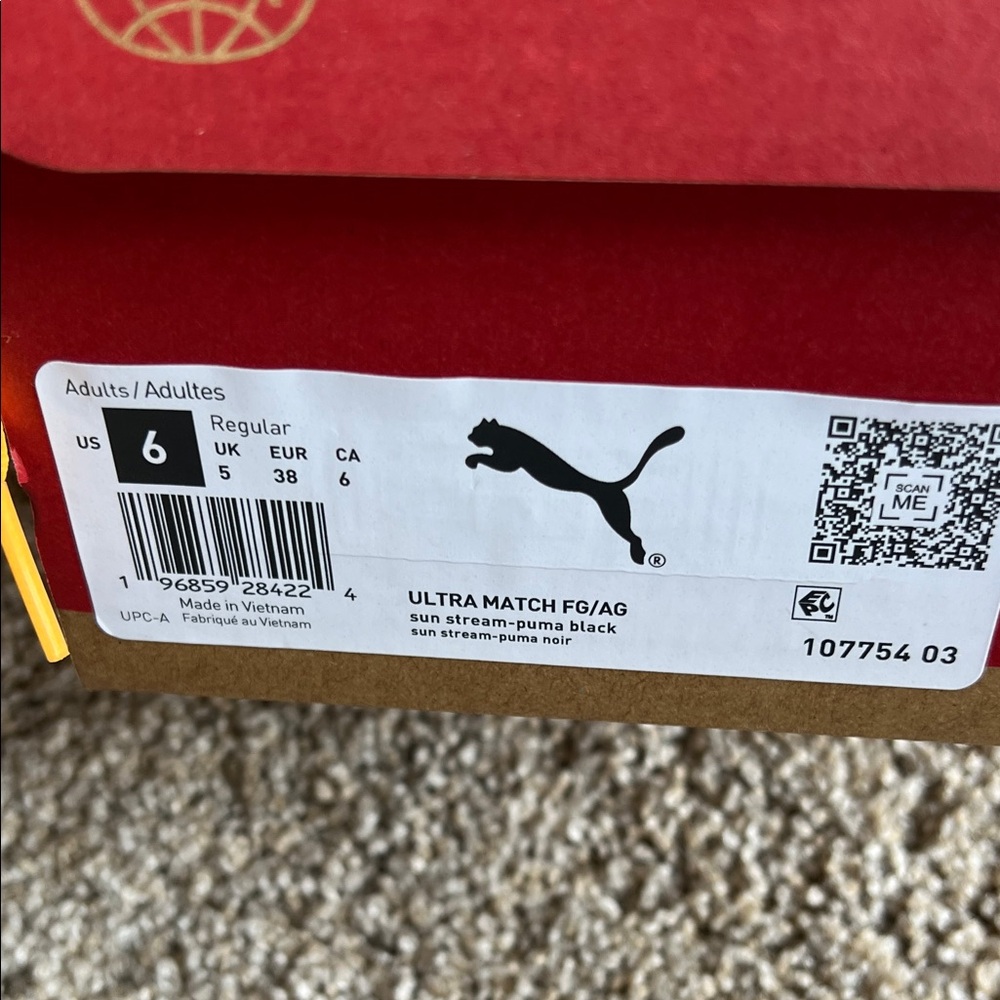 Adults / Adultes
US 6 Regular
UK EUR CA
5 38 6
1 96859 28422 4
UPC-A Made in Vietnam
Fabriqué au Vietnam
®
ULTRA MATCH FG/AG
sun stream-puma black
sun stream-puma noir
SCAN
ME
107754 03